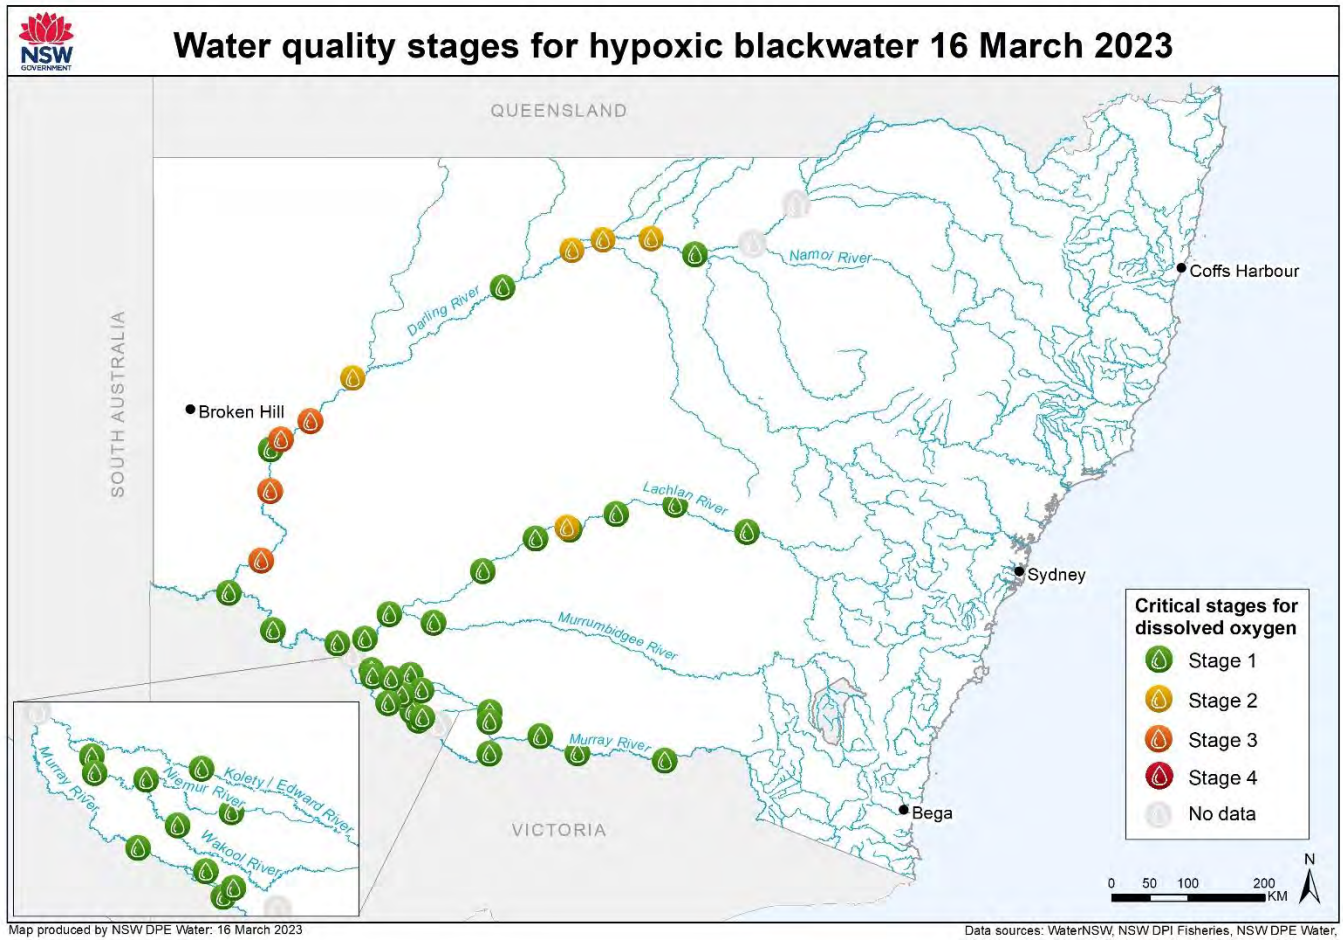 NSW
GOVERNMENT
Water quality stages for hypoxic blackwater 16 March 2023
QUEENSLAND
Namoi River
Coffs Harbour
Darling River
SOUTH AUSTRALIA
Broken Hill
Lachlan River
Sydney
Murrumbidgee River
Critical stages for
dissolved oxygen
Stage 1
Stage 2
Stage 3
Stage 4
No data
Murray River
Kolety / Edward River
Niemur River
Murray River
Wakool River
VICTORIA
Bega
N
0 50 100 200
KM
Map produced by NSW DPE Water: 16 March 2023
Data sources: WaterNSW, NSW DPI Fisheries, NSW DPE Water,